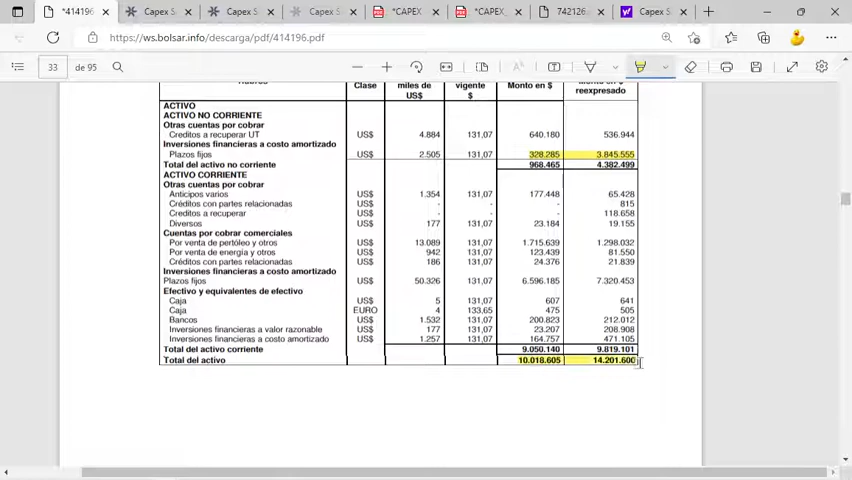 *414196
Capex S
Capex S
Capex S
*CAPEX
*CAPEX
742126
Capex S
https://ws.bolsar.info/descarga/pdf/414196.pdf
33 de 95
Clase miles de US$ vigente $ Monto en $ reexpresado
ACTIVO
ACTIVO NO CORRIENTE
Otras cuentas por cobrar
Creditos a recuperar UT US$ 4.884 131,07 640.180 536.944
Inversiones financieras a costo amortizado
Plazos fijos US$ 2.505 131,07 328.285 3.845.555
Total del activo no corriente 968.465 4.382.499
ACTIVO CORRIENTE
Otras cuentas por cobrar
Anticipos varios US$ 1.354 131,07 177.448 65.428
Créditos con partes relacionadas US$ - - - 815
Creditos a recuperar US$ - - - 118.658
Diversos US$ 177 131,07 23.184 19.155
Cuentas por cobrar comerciales
Por venta de pertóleo y otros US$ 13.089 131,07 1.715.639 1.298.032
Por venta de energía y otros US$ 942 131,07 123.439 81.550
Créditos con partes relacionadas US$ 186 131,07 24.376 21.839
Inversiones financieras a costo amortizado
Plazos fijos US$ 50.326 131,07 6.596.185 7.320.453
Efectivo y equivalentes de efectivo
Caja US$ 5 131,07 607 641
Caja EURO 4 133,65 475 505
Bancos US$ 1.532 131,07 200.823 212.012
Inversiones financieras a valor razonable US$ 177 131,07 23.207 208.908
Inversiones financieras a costo amortizado US$ 1.257 131,07 164.757 471.105
Total del activo corriente 9.050.140 9.819.101
Total del activo 10.018.605 14.201.600